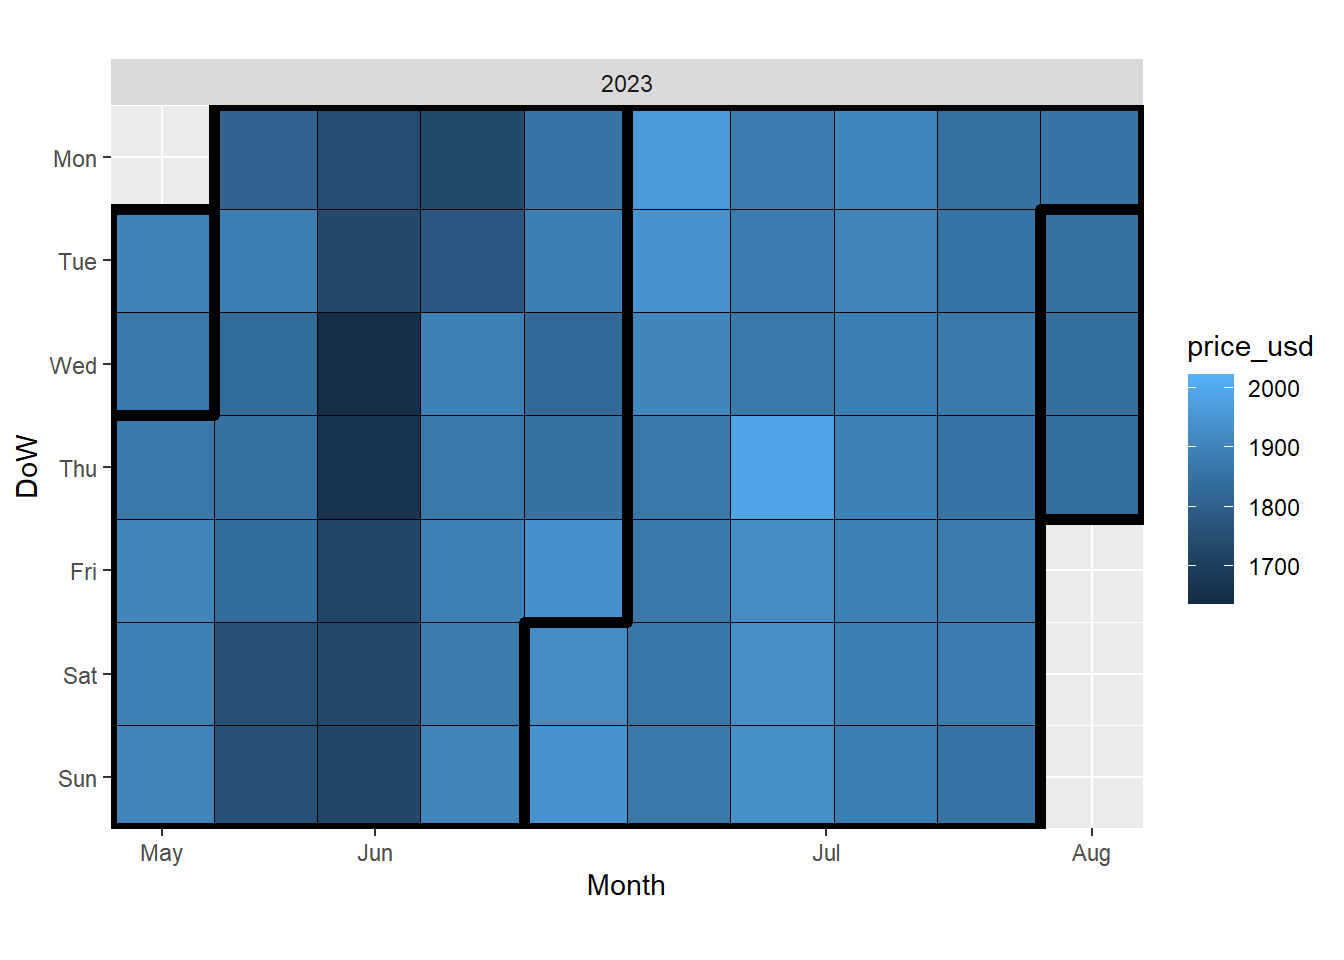 2023
Mon
Tue
Wed
Thu
Fri
Sat
Sun
DoW
May Jun Jul Aug
Month
price_usd
2000
1900
1800
1700